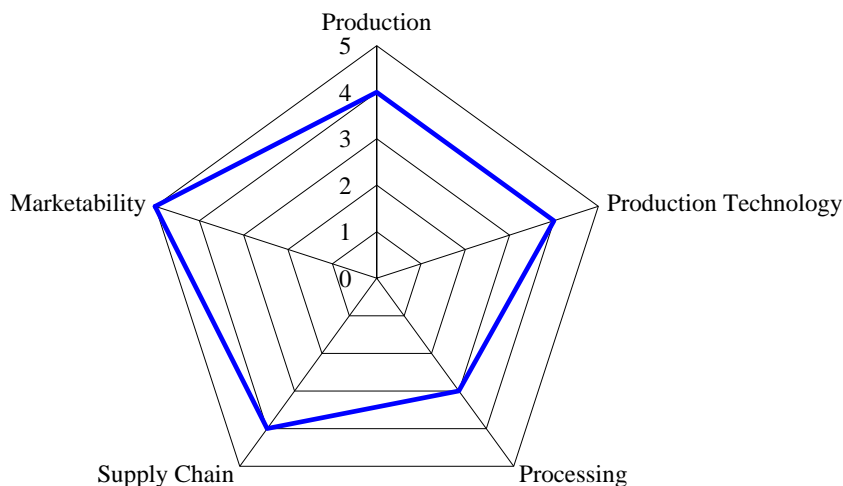 Production
5
4
3
2
1
0
Marketability
Production Technology
Supply Chain
Processing